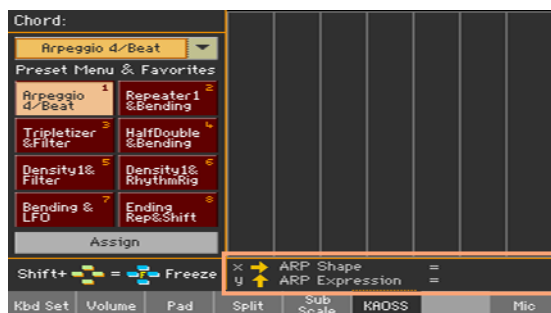 Chord:
Arpeggio 4/Beat
Preset Menu & Favorites
Arpeggio 4/Beat 1
Repeater1 &Bending 2
Tripletizer &Filter 3
HalfDouble &Bending 4
Density1& Filter 5
Density1& RhythmRig 6
Bending & LFO 7
Ending Rep&Shift 8
Assign
Shift+ = F Freeze
x ARP Shape =
y ARP Expression =
Kbd Set Volume Pad Split Sub Scale KAOSS Mic